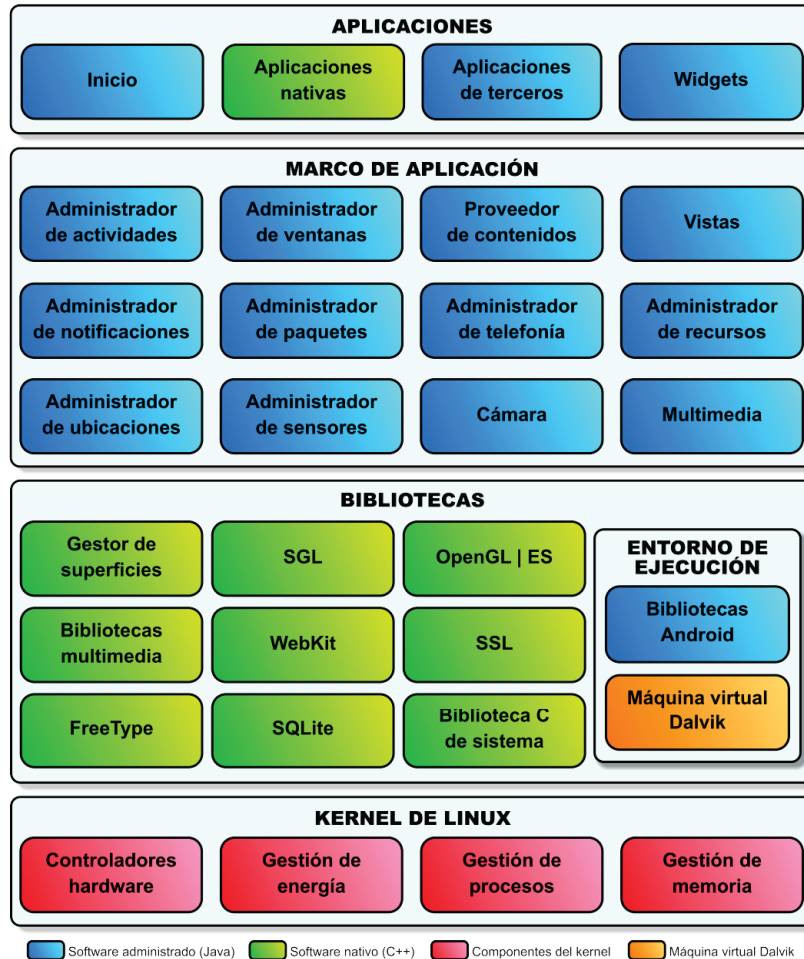 APLICACIONES
Inicio
Aplicaciones
nativas
Aplicaciones
de terceros
Widgets
MARCO DE APLICACIÓN
Administrador
de actividades
Administrador
de ventanas
Proveedor
de contenidos
Vistas
Administrador
de notificaciones
Administrador
de paquetes
Administrador
de telefonía
Administrador
de recursos
Administrador
de ubicaciones
Administrador
de sensores
Cámara
Multimedia
BIBLIOTECAS
Gestor de
superficies
SGL
OpenGL | ES
Bibliotecas
multimedia
WebKit
SSL
FreeType
SQLite
Biblioteca C
de sistema
ENTORNO DE
EJECUCIÓN
Bibliotecas
Android
Máquina virtual
Dalvik
KERNEL DE LINUX
Controladores
hardware
Gestión de
energía
Gestión de
procesos
Gestión de
memoria
Software administrado (Java)
Software nativo (C++)
Componentes del kernel
Máquina virtual Dalvik